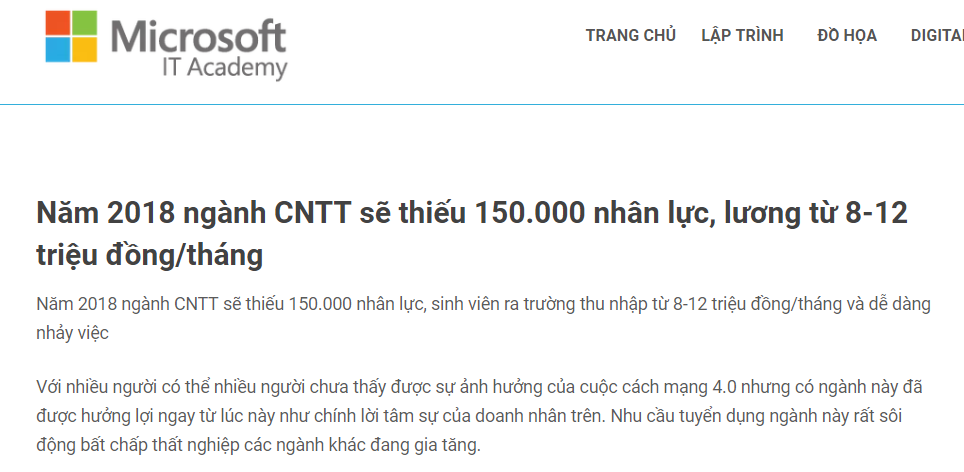 Microsoft
IT Academy
TRANG CHỦ LẬP TRÌNH ĐỒ HỌA DIGITAL
Năm 2018 ngành CNTT sẽ thiếu 150.000 nhân lực, lương từ 8-12
triệu đồng/tháng
Năm 2018 ngành CNTT sẽ thiếu 150.000 nhân lực, sinh viên ra trường thu nhập từ 8-12 triệu đồng/tháng và dễ dàng
nhảy việc
Với nhiều người có thể nhiều người chưa thấy được sự ảnh hưởng của cuộc cách mạng 4.0 nhưng có ngành này đã
được hưởng lợi ngay từ lúc này như chính lời tâm sự của doanh nhân trên. Nhu cầu tuyển dụng ngành này rất sôi
động bất chấp thất nghiệp các ngành khác đang gia tăng.